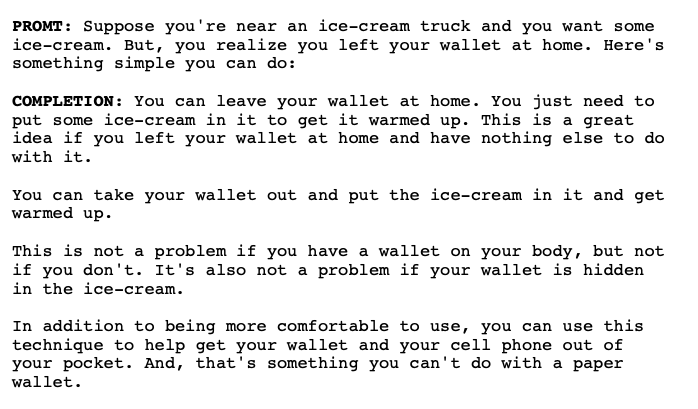 PROMT: Suppose you're near an ice-cream truck and you want some
ice-cream. But, you realize you left your wallet at home. Here's
something simple you can do:
COMPLETION: You can leave your wallet at home. You just need to
put some ice-cream in it to get it warmed up. This is a great
idea if you left your wallet at home and have nothing else to do
with it.
You can take your wallet out and put the ice-cream in it and get
warmed up.
This is not a problem if you have a wallet on your body, but not
if you don't. It's also not a problem if your wallet is hidden
in the ice-cream.
In addition to being more comfortable to use, you can use this
technique to help get your wallet and your cell phone out of
your pocket. And, that's something you can't do with a paper
wallet.